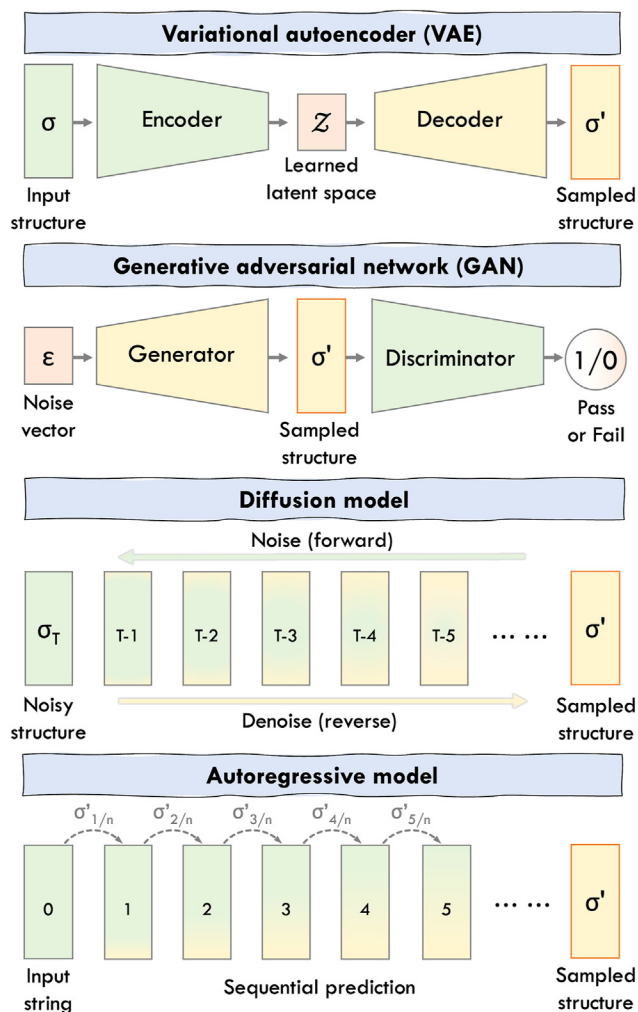 Variational autoencoder (VAE)
σ
Encoder
𝒵
Decoder
σ'
Input
structure
Learned
latent space
Sampled
structure
Generative adversarial network (GAN)
ε
Generator
σ'
Discriminator
1/0
Noise
vector
Sampled
structure
Pass
or Fail
Diffusion model
Noise (forward)
σT
T-1
T-2
T-3
T-4
T-5
... ...
σ'
Noisy
structure
Denoise (reverse)
Sampled
structure
Autoregressive model
σ'1/n
σ'2/n
σ'3/n
σ'4/n
σ'5/n
0
1
2
3
4
5
... ...
σ'
Input
string
Sequential prediction
Sampled
structure